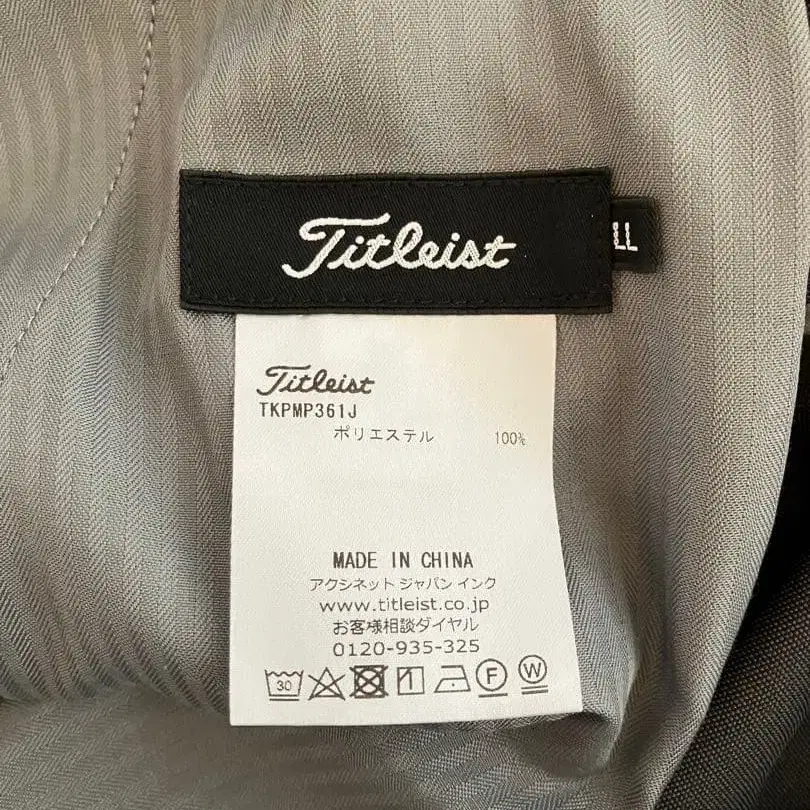 Titleist
LL
Titleist
TKPMP361J
ポリエステル 100%
MADE IN CHINA
アクシネット ジャパン インク
www.titleist.co.jp
お客様相談ダイヤル
0120-935-325
30 F W